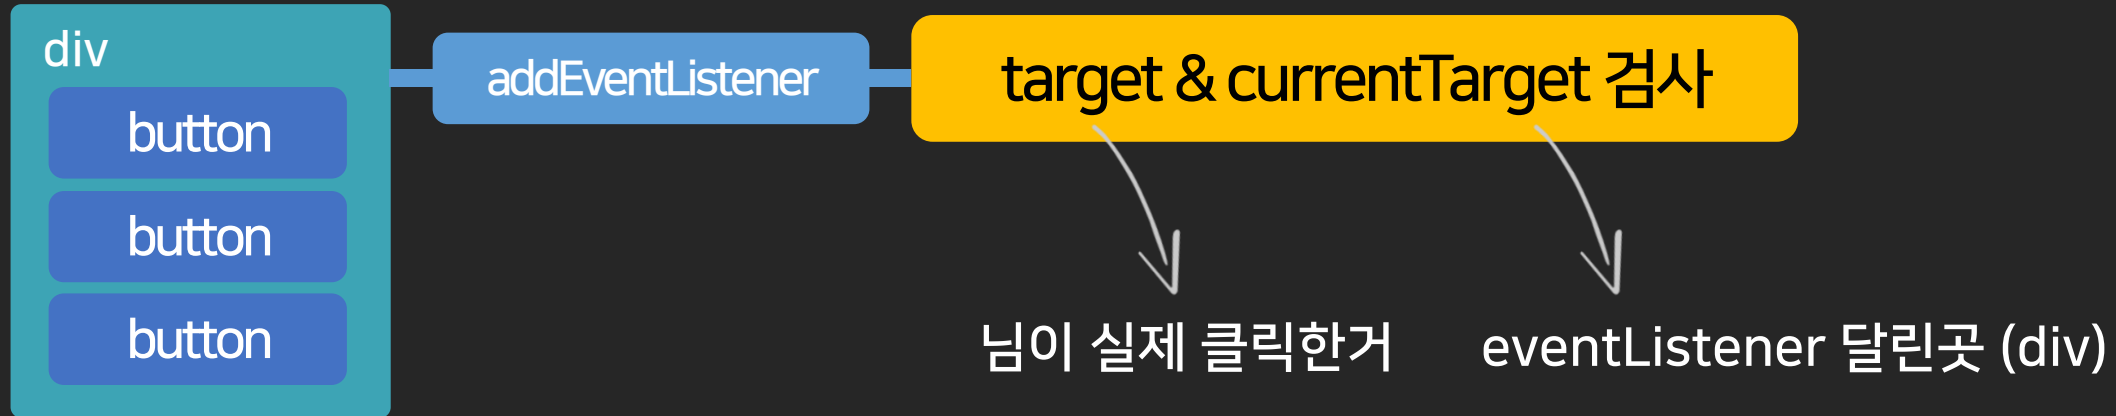 div
button
button
button
addEventListener
target & currentTarget 검사
님이 실제 클릭한거
eventListener 달린곳 (div)